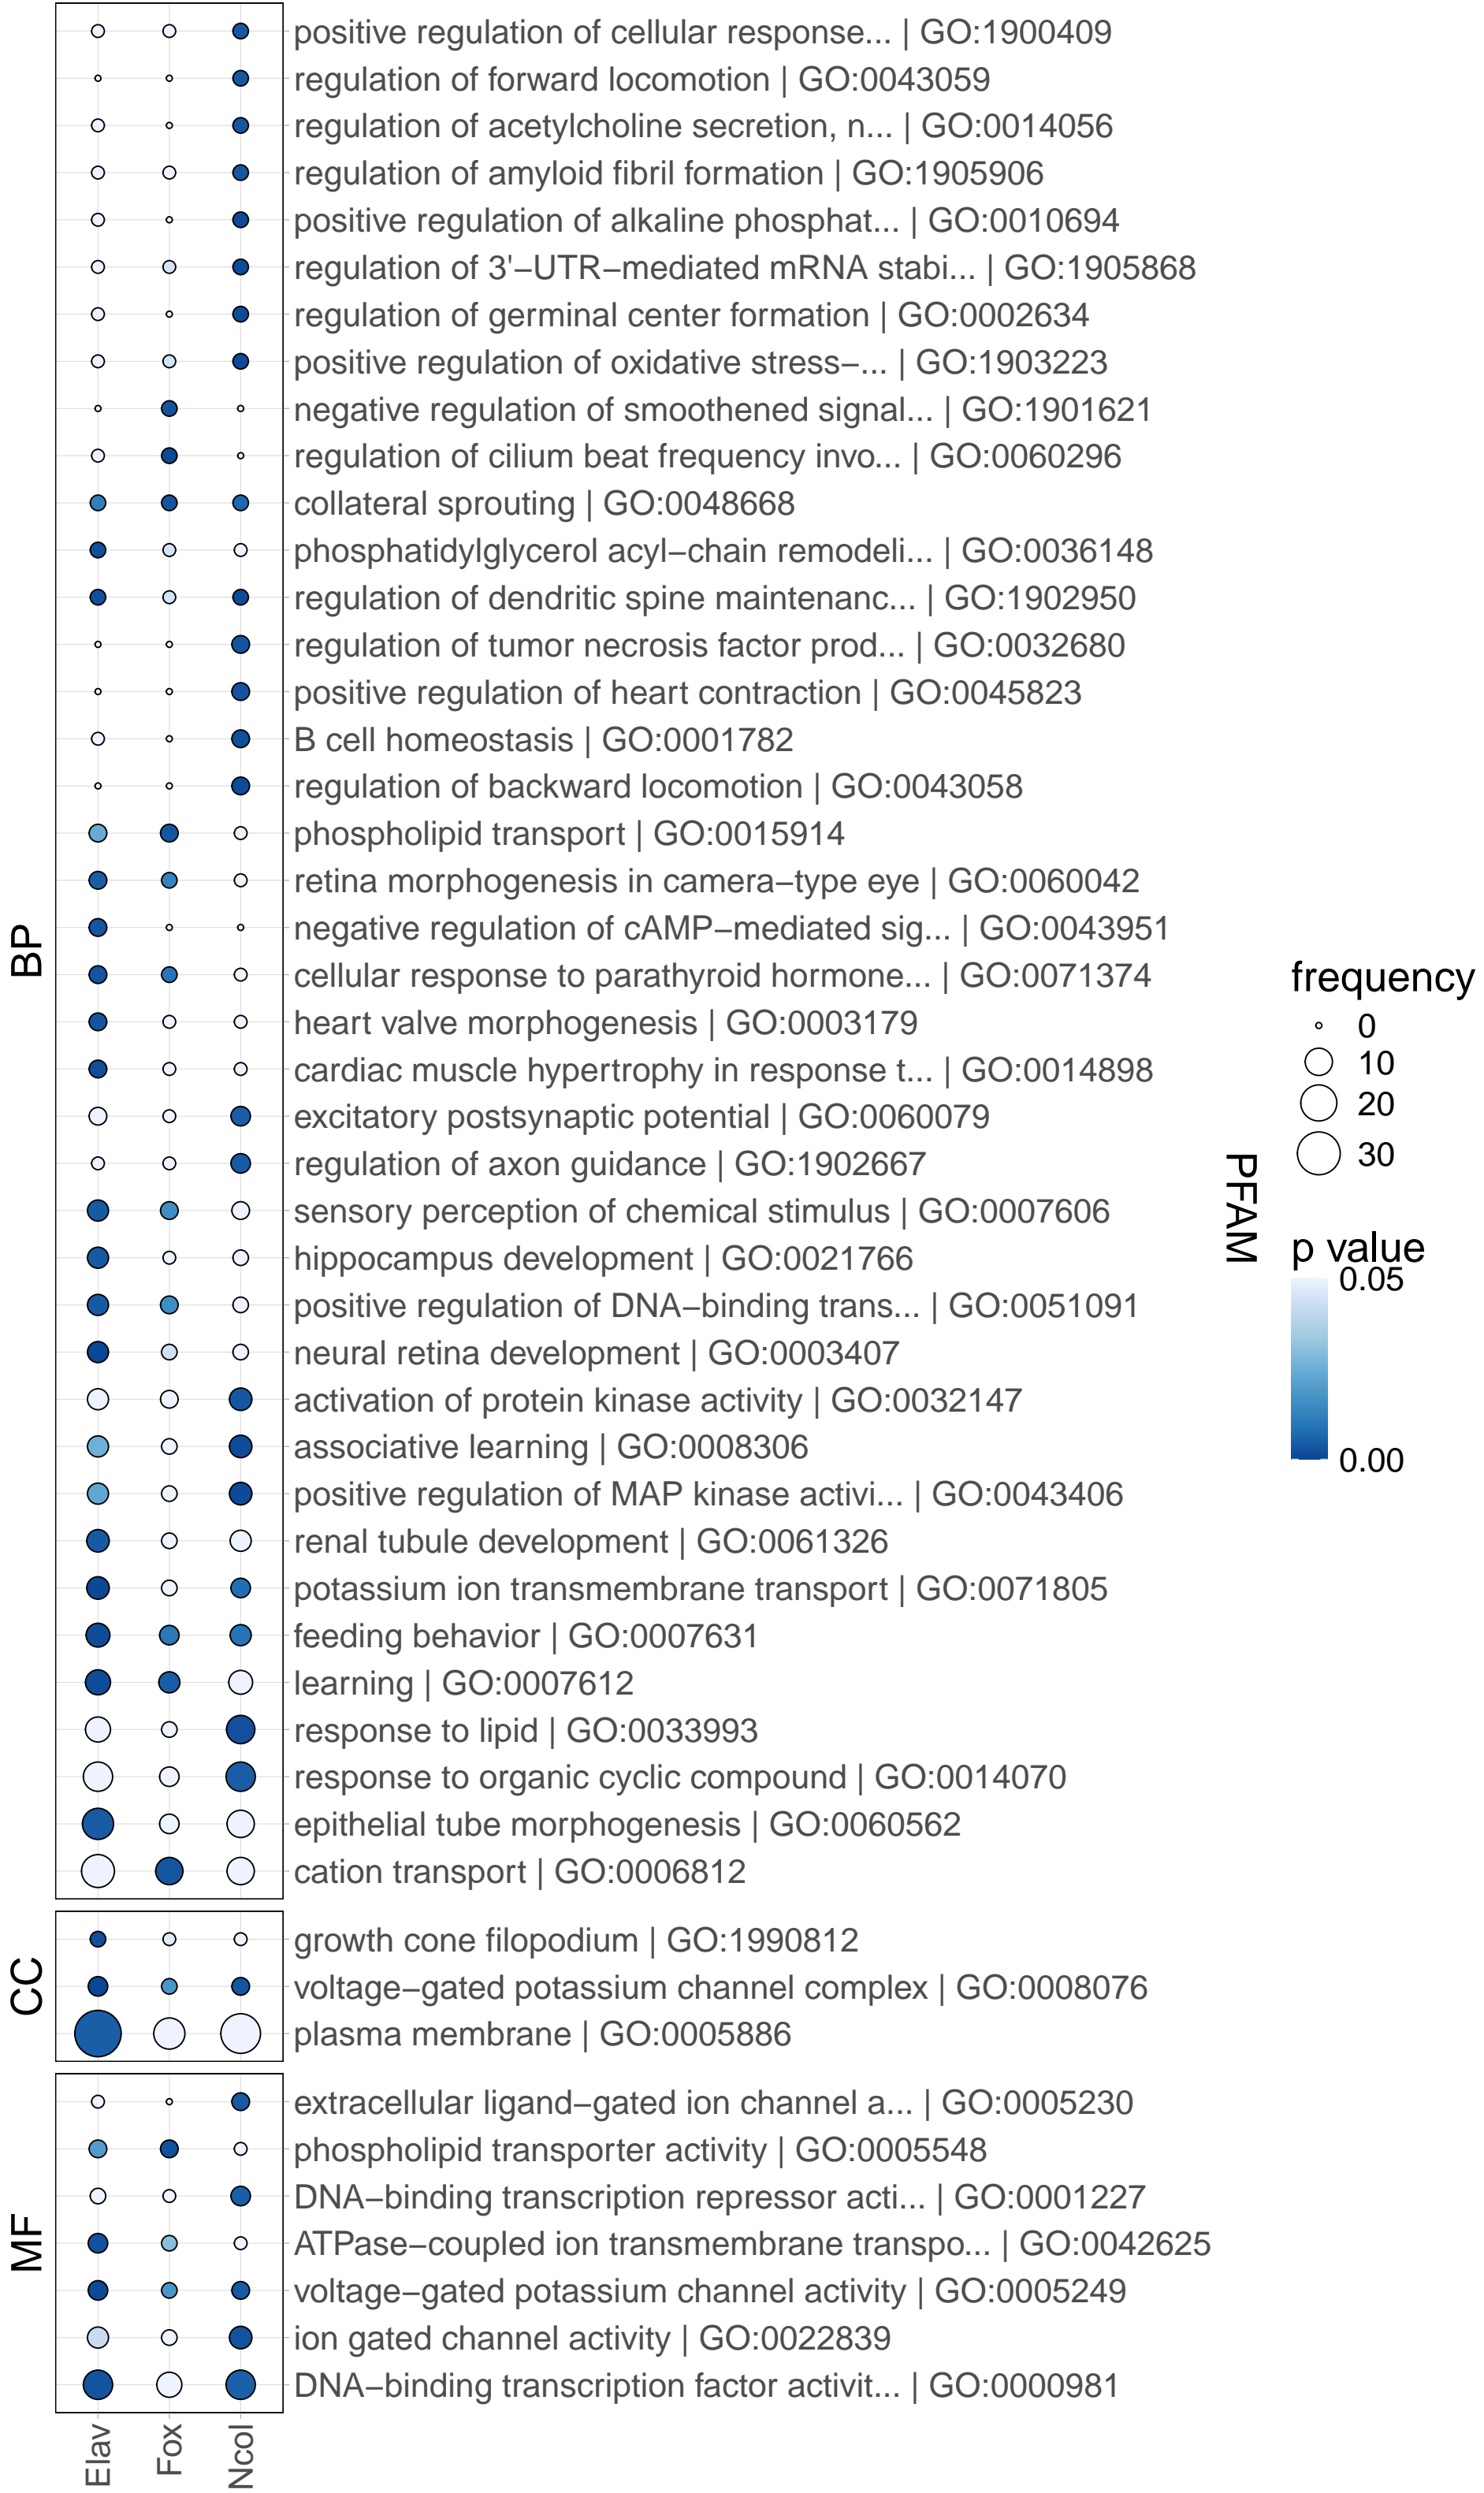 BP
positive regulation of cellular response... | GO:1900409
regulation of forward locomotion | GO:0043059
regulation of acetylcholine secretion, n... | GO:0014056
regulation of amyloid fibril formation | GO:1905906
positive regulation of alkaline phosphat... | GO:0010694
regulation of 3'−UTR−mediated mRNA stabi... | GO:1905868
regulation of germinal center formation | GO:0002634
positive regulation of oxidative stress−... | GO:1903223
negative regulation of smoothened signal... | GO:1901621
regulation of cilium beat frequency invo... | GO:0060296
collateral sprouting | GO:0048668
phosphatidylglycerol acyl−chain remodeli... | GO:0036148
regulation of dendritic spine maintenanc... | GO:1902950
regulation of tumor necrosis factor prod... | GO:0032680
positive regulation of heart contraction | GO:0045823
B cell homeostasis | GO:0001782
regulation of backward locomotion | GO:0043058
phospholipid transport | GO:0015914
retina morphogenesis in camera−type eye | GO:0060042
negative regulation of cAMP−mediated sig... | GO:0043951
cellular response to parathyroid hormone... | GO:0071374
heart valve morphogenesis | GO:0003179
cardiac muscle hypertrophy in response t... | GO:0014898
excitatory postsynaptic potential | GO:0060079
regulation of axon guidance | GO:1902667
sensory perception of chemical stimulus | GO:0007606
hippocampus development | GO:0021766
positive regulation of DNA−binding trans... | GO:0051091
neural retina development | GO:0003407
activation of protein kinase activity | GO:0032147
associative learning | GO:0008306
positive regulation of MAP kinase activi... | GO:0043406
renal tubule development | GO:0061326
potassium ion transmembrane transport | GO:0071805
feeding behavior | GO:0007631
learning | GO:0007612
response to lipid | GO:0033993
response to organic cyclic compound | GO:0014070
epithelial tube morphogenesis | GO:0060562
cation transport | GO:0006812
CC
growth cone filopodium | GO:1990812
voltage−gated potassium channel complex | GO:0008076
plasma membrane | GO:0005886
MF
extracellular ligand−gated ion channel a... | GO:0005230
phospholipid transporter activity | GO:0005548
DNA−binding transcription repressor acti... | GO:0001227
ATPase−coupled ion transmembrane transpo... | GO:0042625
voltage−gated potassium channel activity | GO:0005249
ion gated channel activity | GO:0022839
DNA−binding transcription factor activit... | GO:0000981
Elav
Fox
Ncol
PFAM
frequency
0
10
20
30
p value
0.05
0.00